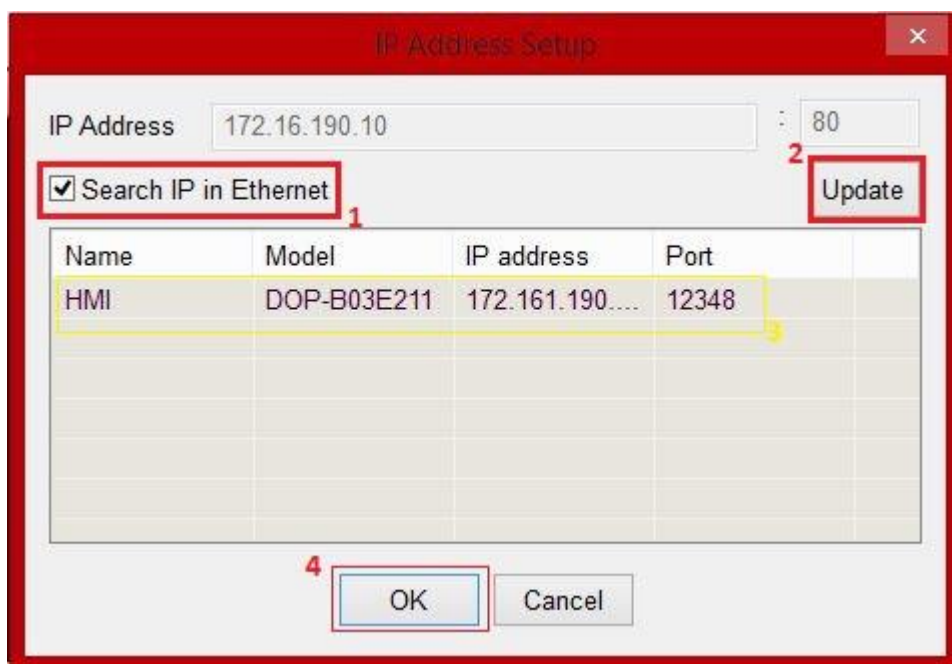 IP Address Setup
IP Address 172.16.190.10 : 80
2
Search IP in Ethernet Update
1
Name Model IP address Port
HMI DOP-B03E211 172.161.190.... 12348
3
4
OK Cancel